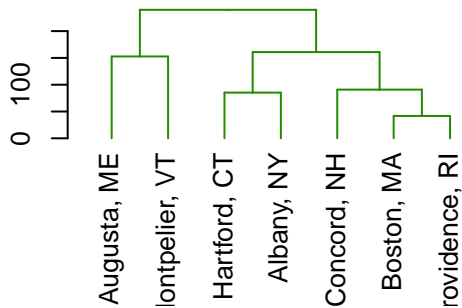 100
0
Augusta, ME
ontpelier, VT
Hartford, CT
Albany, NY
Concord, NH
Boston, MA
rovidence, RI